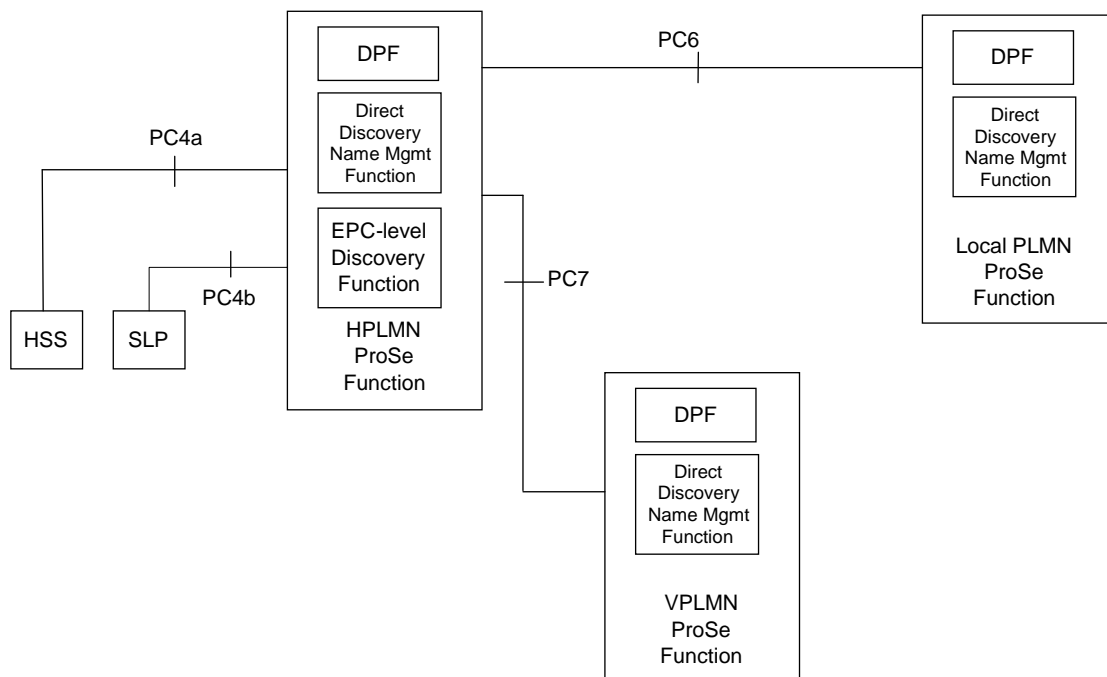 DPF
Direct
Discovery
Name Mgmt
Function
EPC-level
Discovery
Function
HPLMN
ProSe
Function
PC4a
PC4b
HSS
SLP
PC6
PC7
DPF
Direct
Discovery
Name Mgmt
Function
Local PLMN
ProSe
Function
DPF
Direct
Discovery
Name Mgmt
Function
VPLMN
ProSe
Function